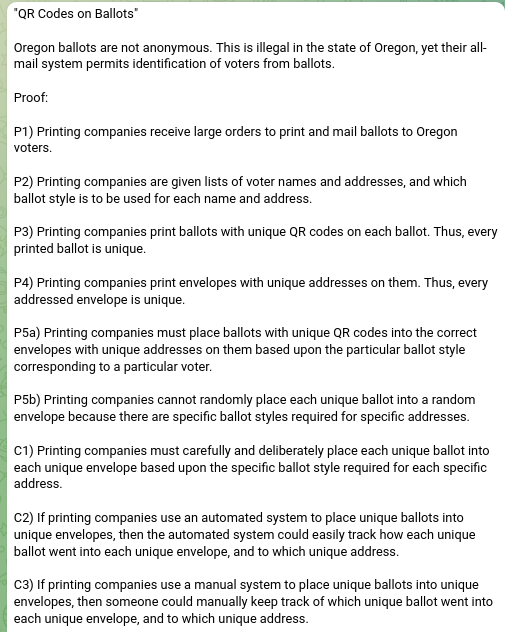 "QR Codes on Ballots"
Oregon ballots are not anonymous. This is illegal in the state of Oregon, yet their all-
mail system permits identification of voters from ballots.
Proof:
P1) Printing companies receive large orders to print and mail ballots to Oregon
voters.
P2) Printing companies are given lists of voter names and addresses, and which
ballot style is to be used for each name and address.
P3) Printing companies print ballots with unique QR codes on each ballot. Thus, every
printed ballot is unique.
P4) Printing companies print envelopes with unique addresses on them. Thus, every
addressed envelope is unique.
P5a) Printing companies must place ballots with unique QR codes into the correct
envelopes with unique addresses on them based upon the particular ballot style
corresponding to a particular voter.
P5b) Printing companies cannot randomly place each unique ballot into a random
envelope because there are specific ballot styles required for specific addresses.
C1) Printing companies must carefully and deliberately place each unique ballot into
each unique envelope based upon the specific ballot style required for each specific
address.
C2) If printing companies use an automated system to place unique ballots into
unique envelopes, then the automated system could easily track how each unique
ballot went into each unique envelope, and to which unique address.
C3) If printing companies use a manual system to place unique ballots into unique
envelopes, then someone could manually keep track of which unique ballot went into
each unique envelope, and to which unique address.